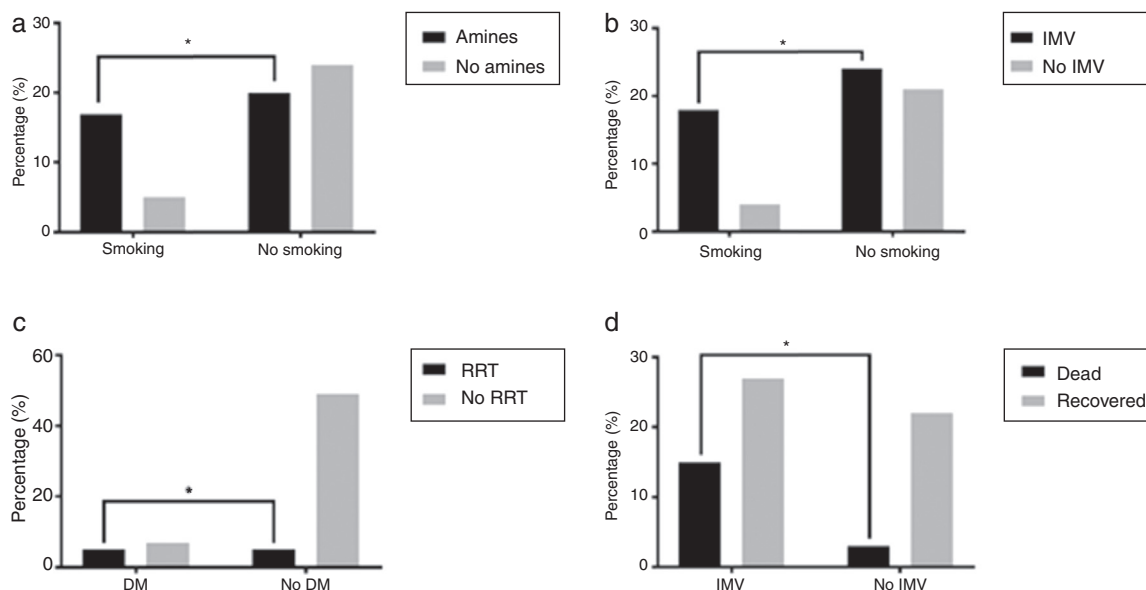 a
Percentage (%)
30
20
10
0
*
Smoking
No smoking
Amines
No amines
b
Percentage (%)
30
20
10
0
*
Smoking
No smoking
IMV
No IMV
c
Percentage (%)
60
40
20
0
*
DM
No DM
RRT
No RRT
d
Percentage (%)
30
20
10
0
*
IMV
No IMV
Dead
Recovered